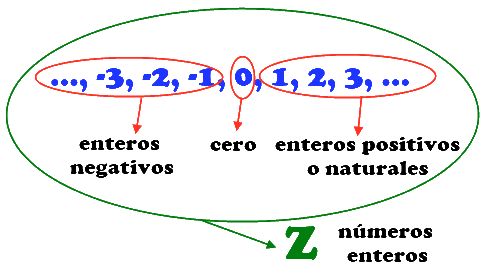 ..., -3, -2, -1, 0, 1, 2, 3, ...
enteros negativos
cero
enteros positivos o naturales
Z números enteros